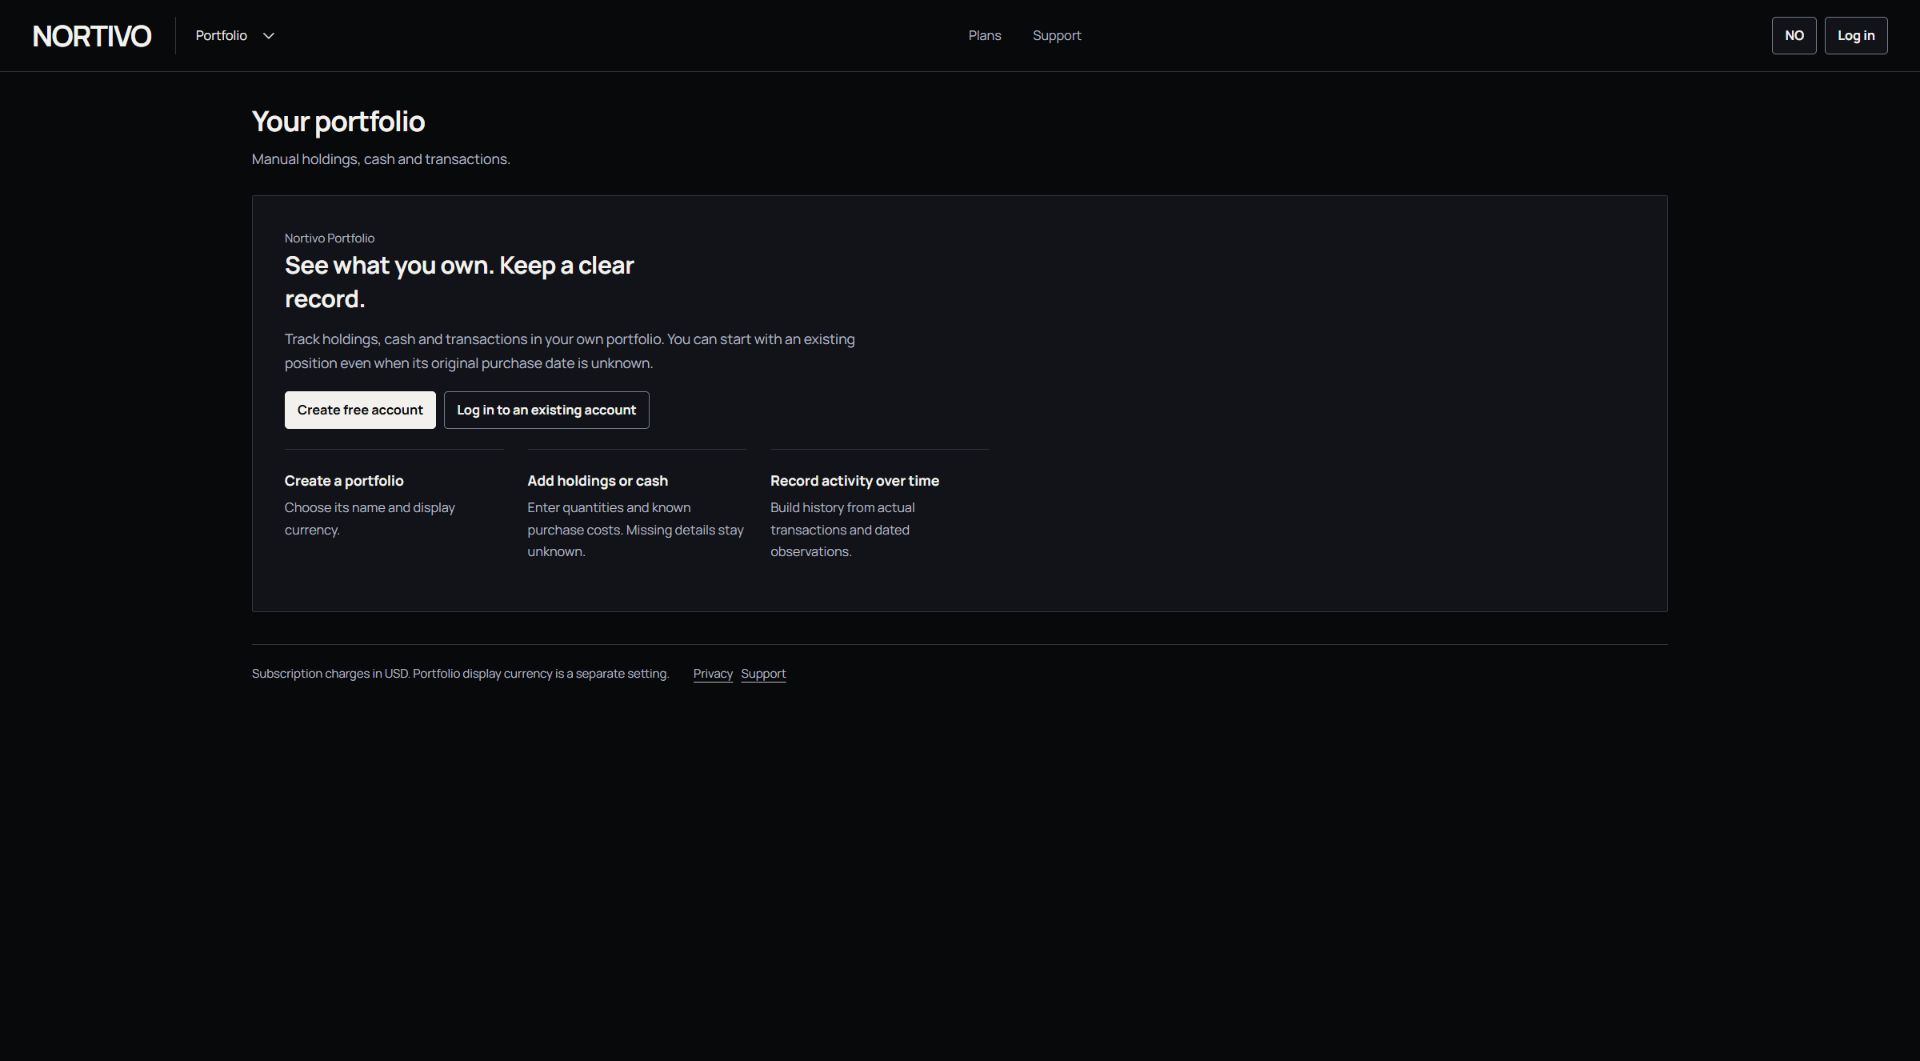 NORTIVO
Portfolio
Plans
Support
NO
Log in
Your portfolio
Manual holdings, cash and transactions.
Nortivo Portfolio
See what you own. Keep a clear
record.
Track holdings, cash and transactions in your own portfolio. You can start with an existing
position even when its original purchase date is unknown.
Create free account
Log in to an existing account
Create a portfolio
Choose its name and display
currency.
Add holdings or cash
Enter quantities and known
purchase costs. Missing details stay
unknown.
Record activity over time
Build history from actual
transactions and dated
observations.
Subscription charges in USD. Portfolio display currency is a separate setting.
Privacy
Support